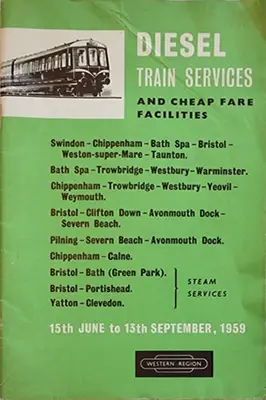 DIESEL
TRAIN SERVICES
AND CHEAP FARE
FACILITIES
Swindon – Chippenham – Bath Spa – Bristol –
Weston-super-Mare – Taunton.
Bath Spa – Trowbridge – Westbury – Warminster.
Chippenham – Trowbridge – Westbury – Yeovil –
Weymouth.
Bristol – Clifton Down – Avonmouth Dock –
Severn Beach.
Pilning – Severn Beach – Avonmouth Dock.
Chippenham – Calne.
Bristol – Bath (Green Park).
Bristol – Portishead.
Yatton – Clevedon.
STEAM
SERVICES
15th JUNE to 13th SEPTEMBER, 1959
WESTERN REGION